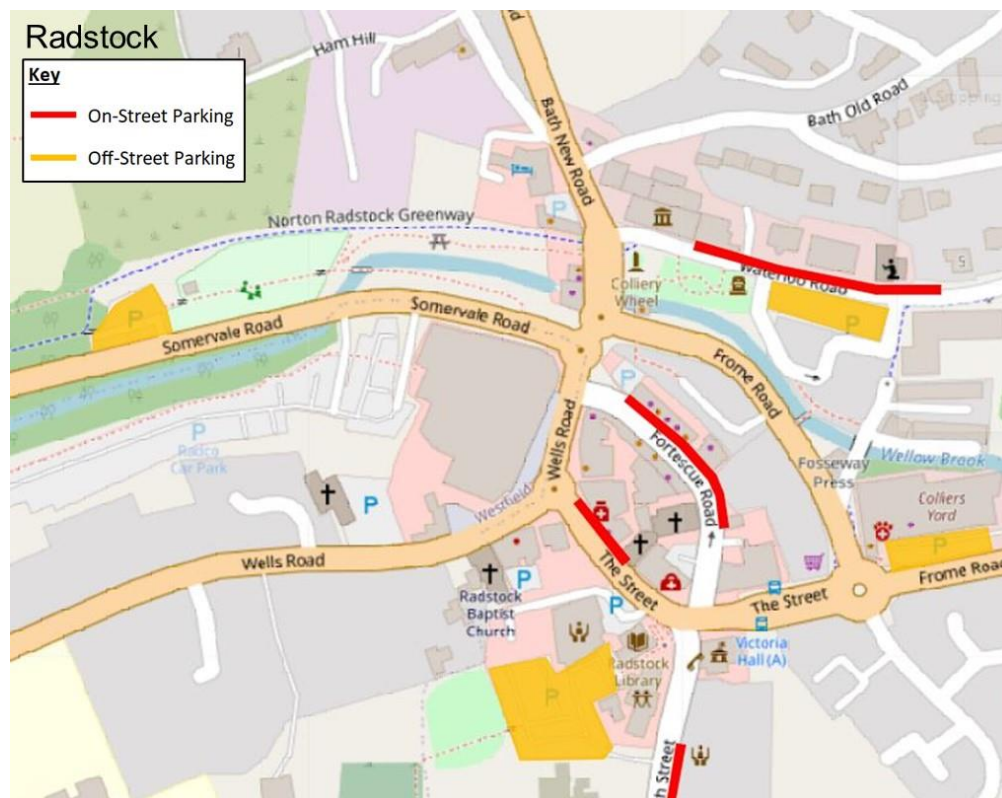 Radstock
Key
On-Street Parking
Off-Street Parking
Ham Hill
Bath New Road
Bath Old Road
Norton Radstock Greenway
P
Colliery
Wheel
Waterloo Road
5
P
P
Somervale Road
Somervale Road
Frome Road
P
Wells Road
Fortescue Road
P
Radco
Car Park
Fosseway
Press
Wellow Brook
P
Westfield
Colliers
Yord
P
Wells Road
Frome Road
The Street
The Street
P
P
Radstock
Baptist
Church
Victoria
Hall (A)
Radstock
Library
P
h Street